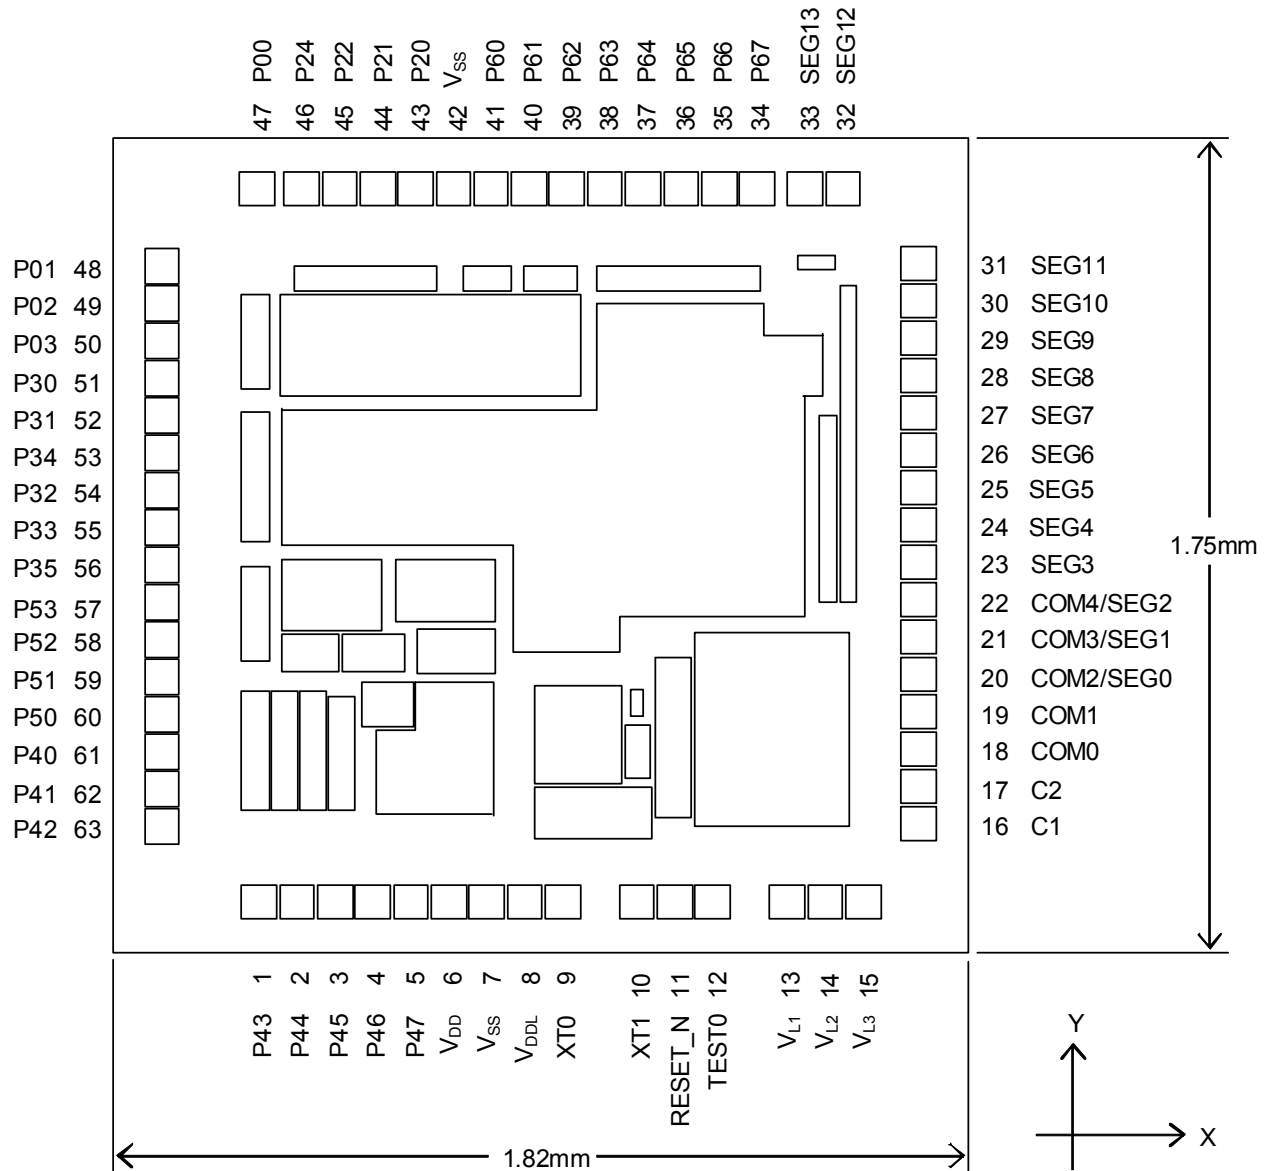 47 P00
46 P24
45 P22
44 P21
43 P20
42 VSS
41 P60
40 P61
39 P62
38 P63
37 P64
36 P65
35 P66
34 P67
33 SEG13
32 SEG12
P01 48
P02 49
P03 50
P30 51
P31 52
P34 53
P32 54
P33 55
P35 56
P53 57
P52 58
P51 59
P50 60
P40 61
P41 62
P42 63
31 SEG11
30 SEG10
29 SEG9
28 SEG8
27 SEG7
26 SEG6
25 SEG5
24 SEG4
23 SEG3
22 COM4/SEG2
21 COM3/SEG1
20 COM2/SEG0
19 COM1
18 COM0
17 C2
16 C1
1.75mm
P43 1
P44 2
P45 3
P46 4
P47 5
VDD 6
VSS 7
VDDL 8
XT0 9
XT1 10
RESET_N 11
TEST0 12
VL1 13
VL2 14
VL3 15
Y
X
1.82mm